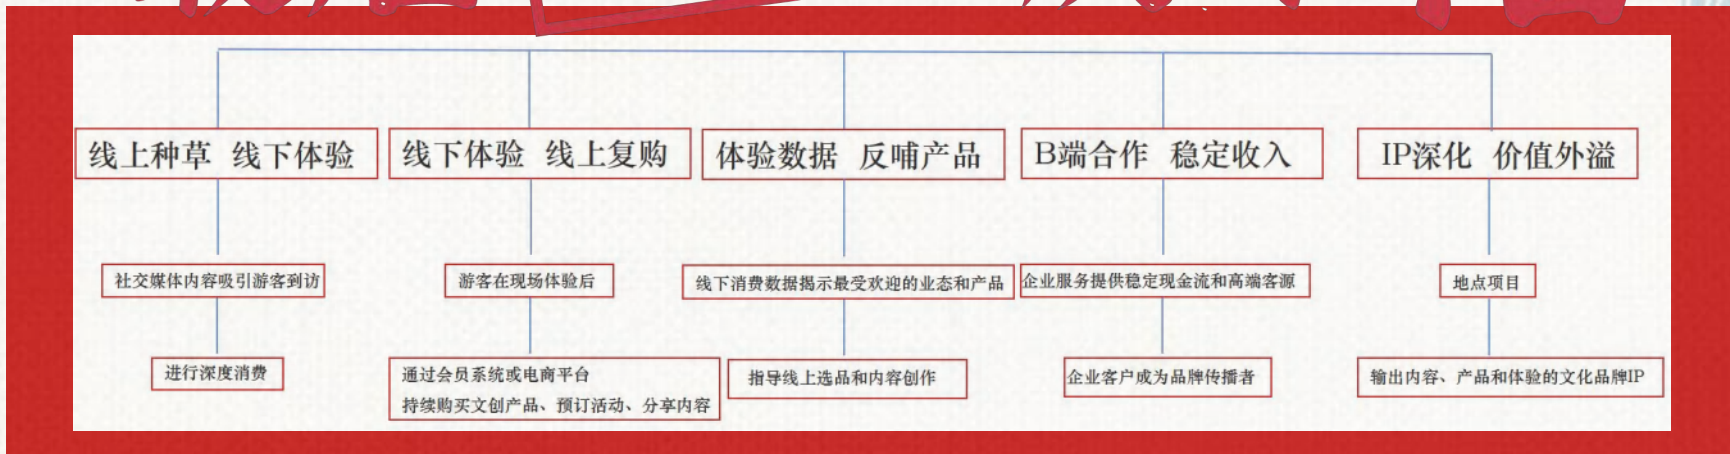 线上种草 线下体验
线下体验 线上复购
体验数据 反哺产品
B端合作 稳定收入
IP深化 价值外溢
社交媒体内容吸引游客到访
游客在现场体验后
线下消费数据揭示最受欢迎的业态和产品
企业服务提供稳定现金流和高端客源
地点项目
进行深度消费
通过会员系统或电商平台
持续购买文创产品、预订活动、分享内容
指导线上选品和内容创作
企业客户成为品牌传播者
输出内容、产品和体验的文化品牌IP